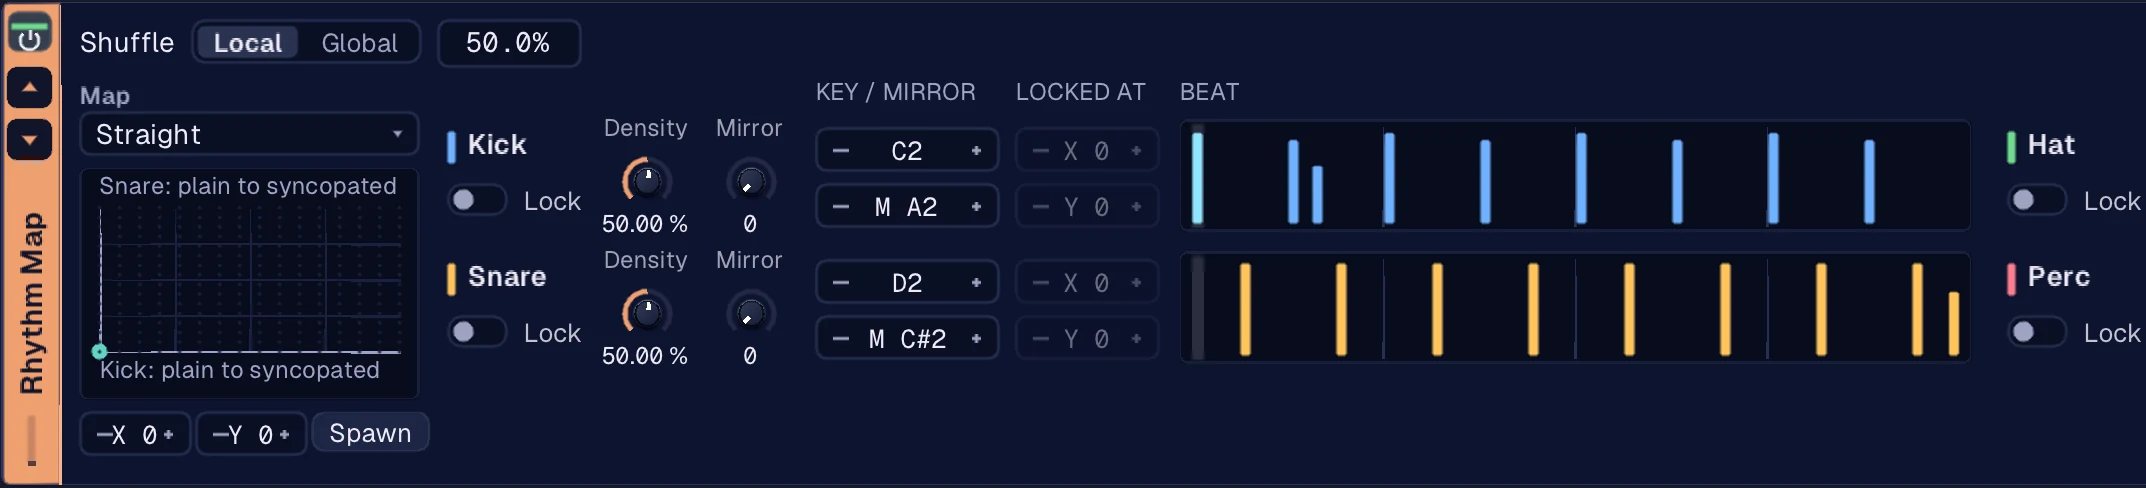 Shuffle Local Global 50.0%
Map
Straight
Snare: plain to syncopated
Kick: plain to syncopated
—X 0+ —Y 0+ Spawn
Rhythm Map
KEY / MIRROR LOCKED AT BEAT
Kick Density Mirror
Lock 50.00 % 0
— C2 + — X 0 +
— M A2 + — Y 0 +
Snare Density Mirror
Lock 50.00 % 0
— D2 + — X 0 +
— M C#2 + — Y 0 +
Hat
Lock
Perc
Lock